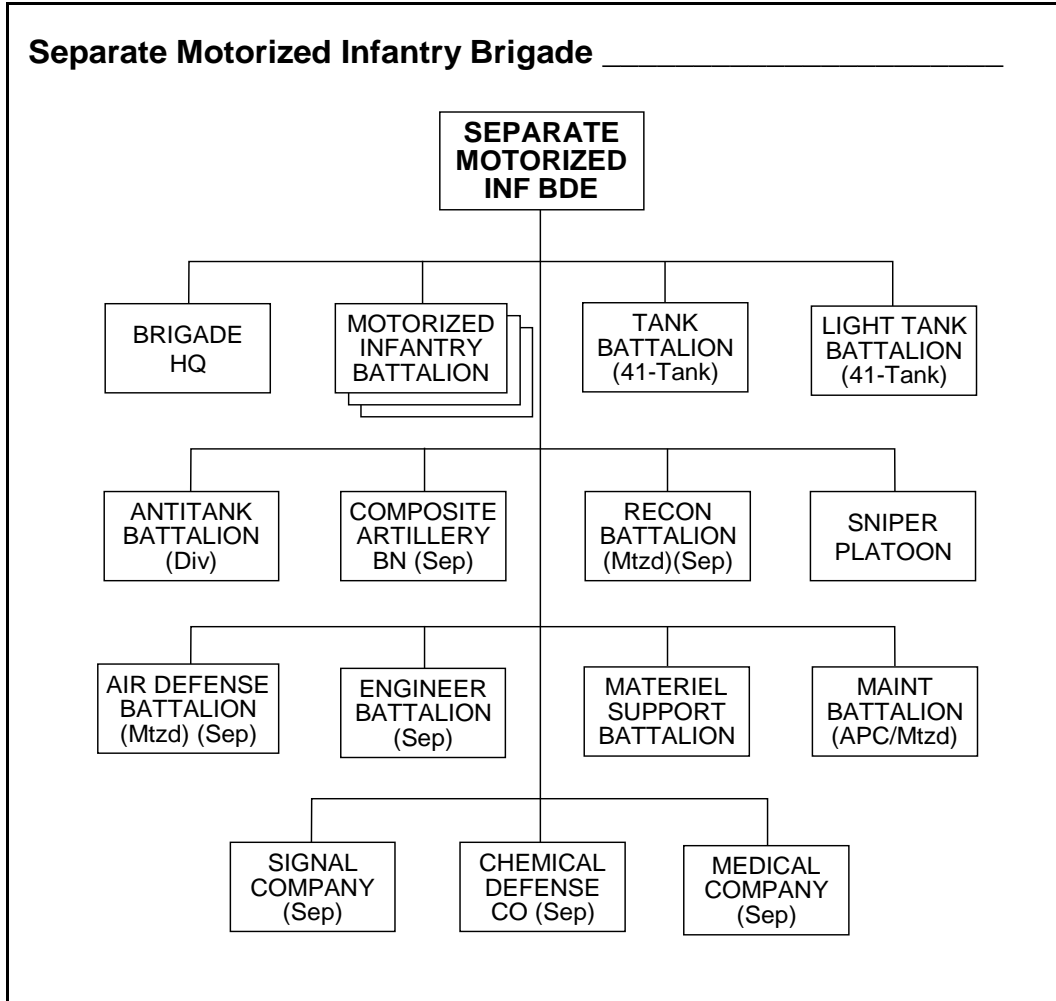 Separate Motorized Infantry Brigade ______________________
SEPARATE
MOTORIZED
INF BDE
BRIGADE
HQ
MOTORIZED
INFANTRY
BATTALION
TANK
BATTALION
(41-Tank)
LIGHT TANK
BATTALION
(41-Tank)
ANTITANK
BATTALION
(Div)
COMPOSITE
ARTILLERY
BN (Sep)
RECON
BATTALION
(Mtzd)(Sep)
SNIPER
PLATOON
AIR DEFENSE
BATTALION
(Mtzd) (Sep)
ENGINEER
BATTALION
(Sep)
MATERIEL
SUPPORT
BATTALION
MAINT
BATTALION
(APC/Mtzd)
SIGNAL
COMPANY
(Sep)
CHEMICAL
DEFENSE
CO (Sep)
MEDICAL
COMPANY
(Sep)